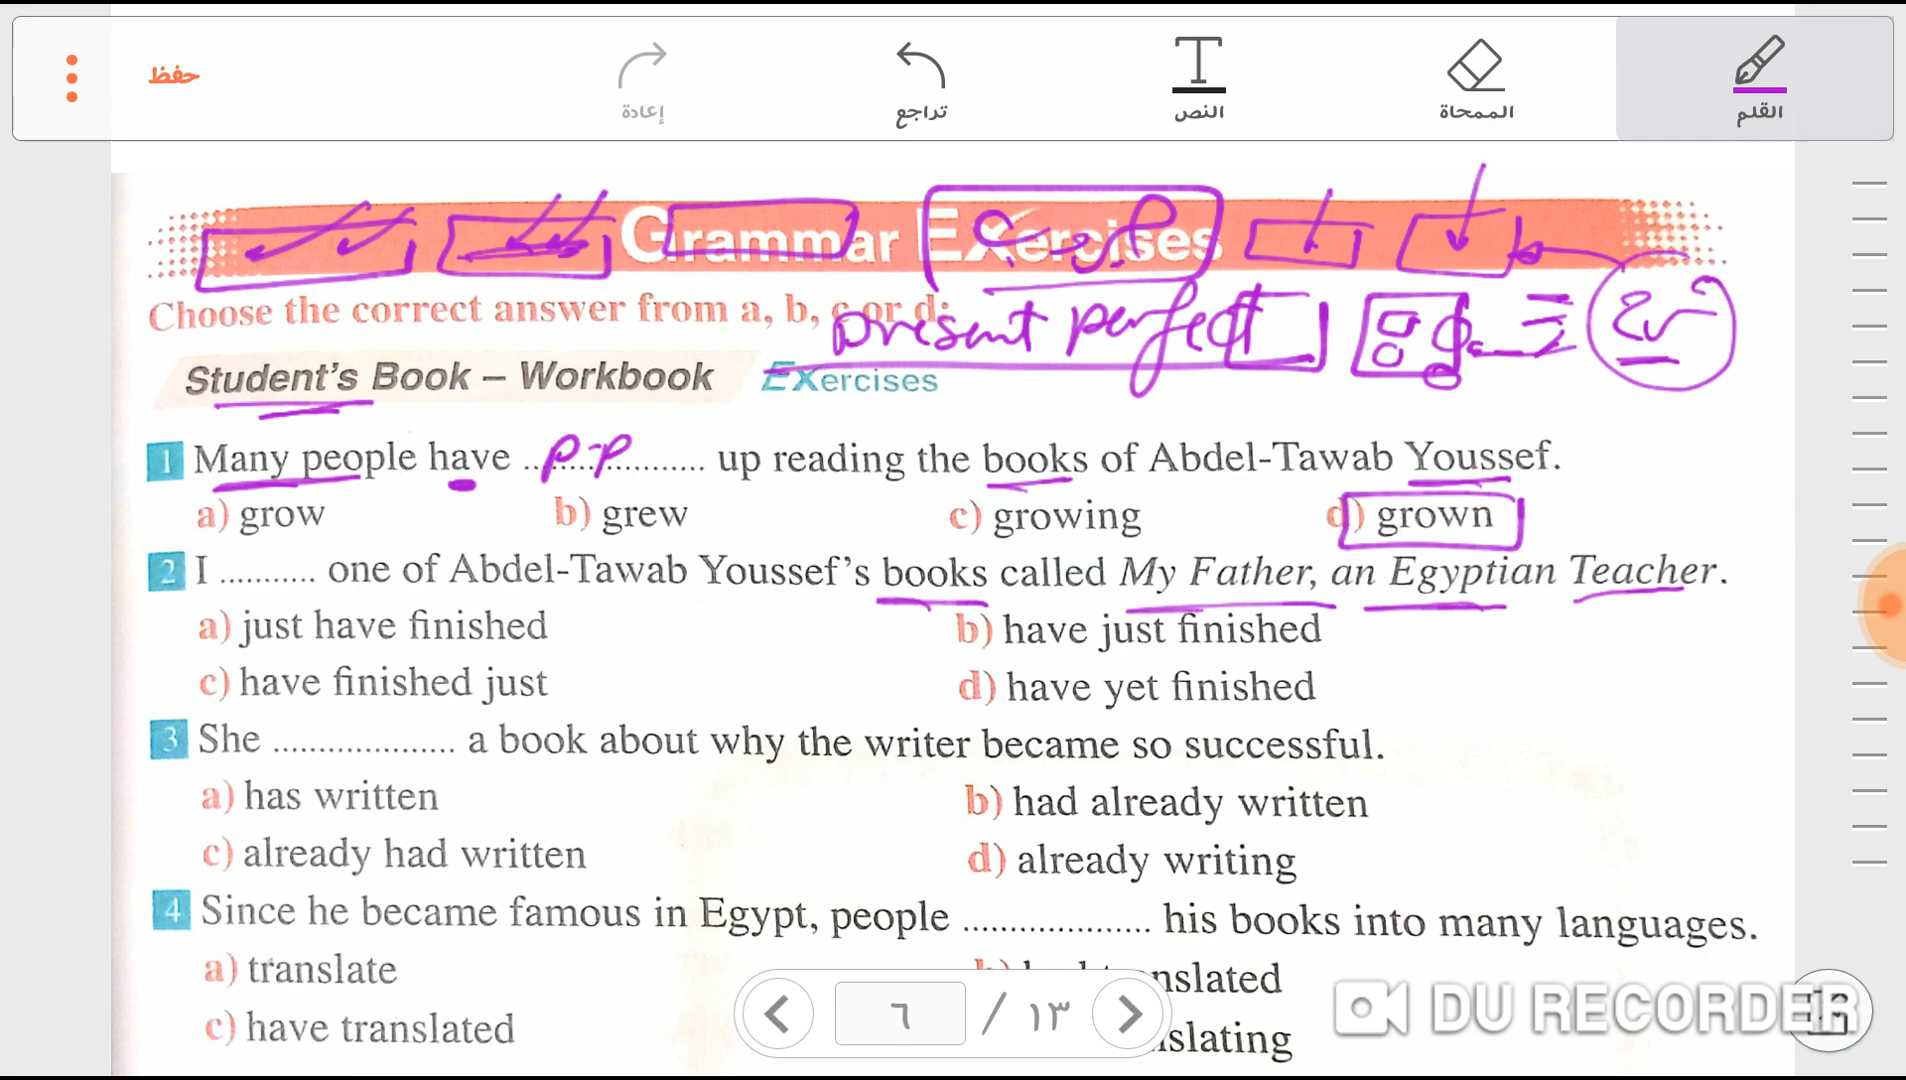 حفظ
إعادة
تراجع
النص
الممحاة
القلم
Grammar Exercises
Choose the correct answer from a, b, c or d:
present perfect
Student's Book – Workbook Exercises
1 Many people have ..p.p.......... up reading the books of Abdel-Tawab Youssef.
a) grow b) grew c) growing d) grown
2 I ........... one of Abdel-Tawab Youssef's books called My Father, an Egyptian Teacher.
a) just have finished b) have just finished
c) have finished just d) have yet finished
3 She ................... a book about why the writer became so successful.
a) has written b) had already written
c) already had written d) already writing
4 Since he became famous in Egypt, people .................... his books into many languages.
a) translate
c) have translated
٦ / ١٣
DU RECORDER